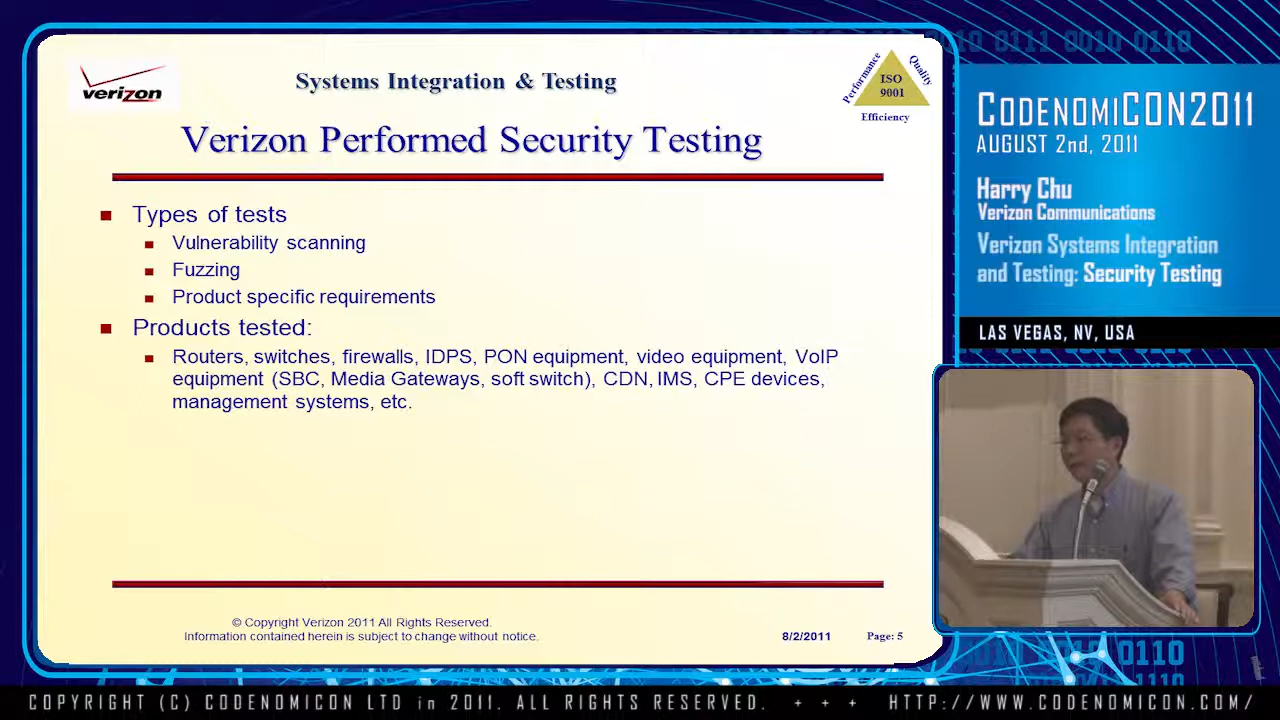 verizon
Systems Integration & Testing
Performance
Quality
ISO
9001
Efficiency
Verizon Performed Security Testing
Types of tests
Vulnerability scanning
Fuzzing
Product specific requirements
Products tested:
Routers, switches, firewalls, IDPS, PON equipment, video equipment, VoIP
equipment (SBC, Media Gateways, soft switch), CDN, IMS, CPE devices,
management systems, etc.
© Copyright Verizon 2011 All Rights Reserved.
Information contained herein is subject to change without notice.
8/2/2011
Page: 5
CODENOMICON2011
AUGUST 2nd, 2011
Harry Chu
Verizon Communications
Verizon Systems Integration
and Testing: Security Testing
LAS VEGAS, NV, USA
COPYRIGHT (C) CODENOMICON LTD in 2011. ALL RIGHTS RESERVED. + + + HTTP://WWW.CODENOMICON.COM/